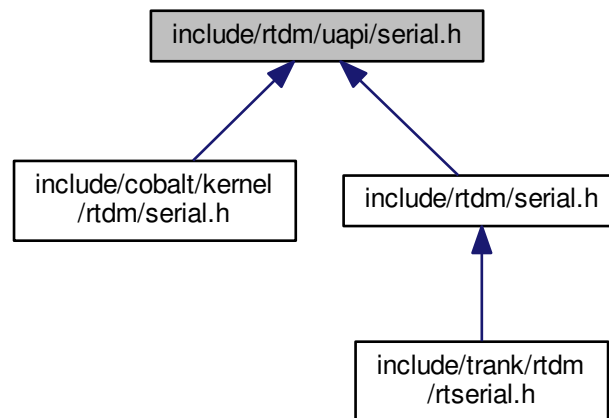 include/rtdm/uapi/serial.h
include/cobalt/kernel
/rtdm/serial.h
include/rtdm/serial.h
include/trank/rtdm
/rtserial.h